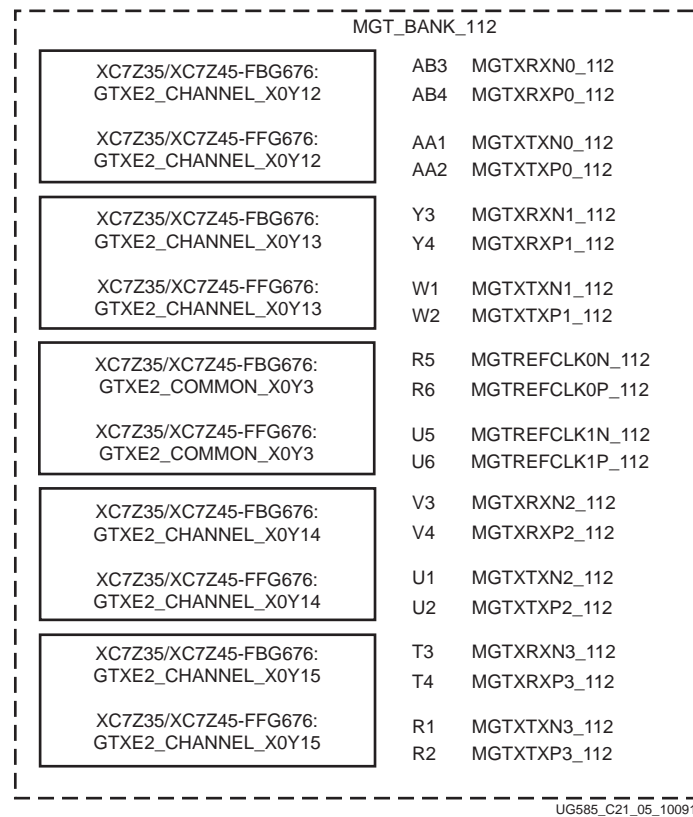 MGT_BANK_112
XC7Z35/XC7Z45-FBG676:
GTXE2_CHANNEL_X0Y12
XC7Z35/XC7Z45-FFG676:
GTXE2_CHANNEL_X0Y12
AB3 MGTXRXN0_112
AB4 MGTXRXP0_112
AA1 MGTXTXN0_112
AA2 MGTXTXP0_112
XC7Z35/XC7Z45-FBG676:
GTXE2_CHANNEL_X0Y13
XC7Z35/XC7Z45-FFG676:
GTXE2_CHANNEL_X0Y13
Y3 MGTXRXN1_112
Y4 MGTXRXP1_112
W1 MGTXTXN1_112
W2 MGTXTXP1_112
XC7Z35/XC7Z45-FBG676:
GTXE2_COMMON_X0Y3
XC7Z35/XC7Z45-FFG676:
GTXE2_COMMON_X0Y3
R5 MGTREFCLK0N_112
R6 MGTREFCLK0P_112
U5 MGTREFCLK1N_112
U6 MGTREFCLK1P_112
XC7Z35/XC7Z45-FBG676:
GTXE2_CHANNEL_X0Y14
XC7Z35/XC7Z45-FFG676:
GTXE2_CHANNEL_X0Y14
V3 MGTXRXN2_112
V4 MGTXRXP2_112
U1 MGTXTXN2_112
U2 MGTXTXP2_112
XC7Z35/XC7Z45-FBG676:
GTXE2_CHANNEL_X0Y15
XC7Z35/XC7Z45-FFG676:
GTXE2_CHANNEL_X0Y15
T3 MGTXRXN3_112
T4 MGTXRXP3_112
R1 MGTXTXN3_112
R2 MGTXTXP3_112
UG585_C21_05_10091